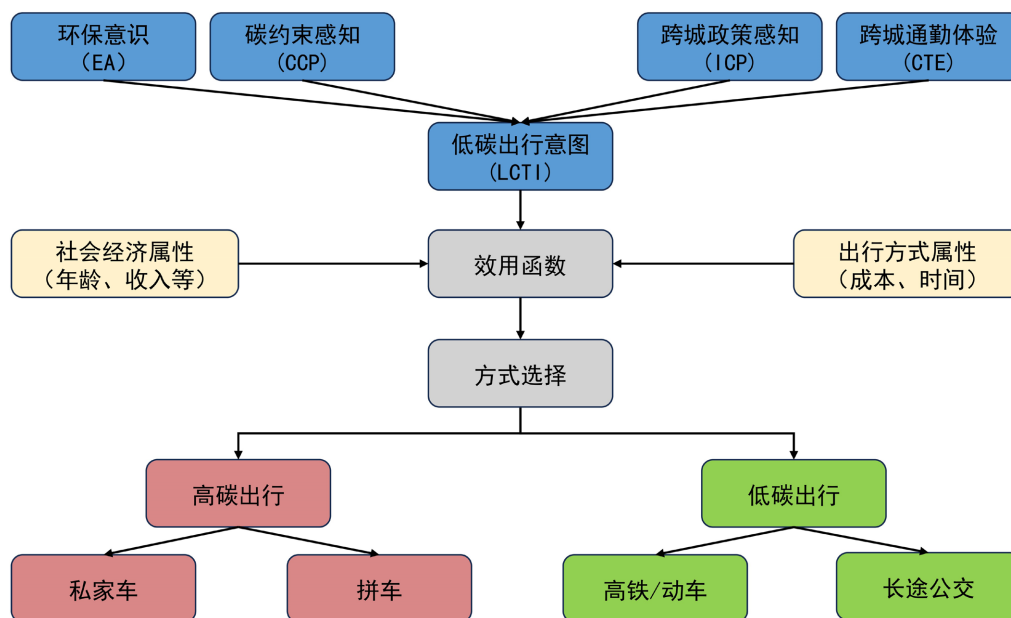 环保意识
（EA）
碳约束感知
（CCP）
跨城政策感知
（ICP）
跨城通勤体验
（CTE）
低碳出行意图
（LCTI）
社会经济属性
（年龄、收入等）
效用函数
出行方式属性
（成本、时间）
方式选择
高碳出行
低碳出行
私家车
拼车
高铁/动车
长途公交